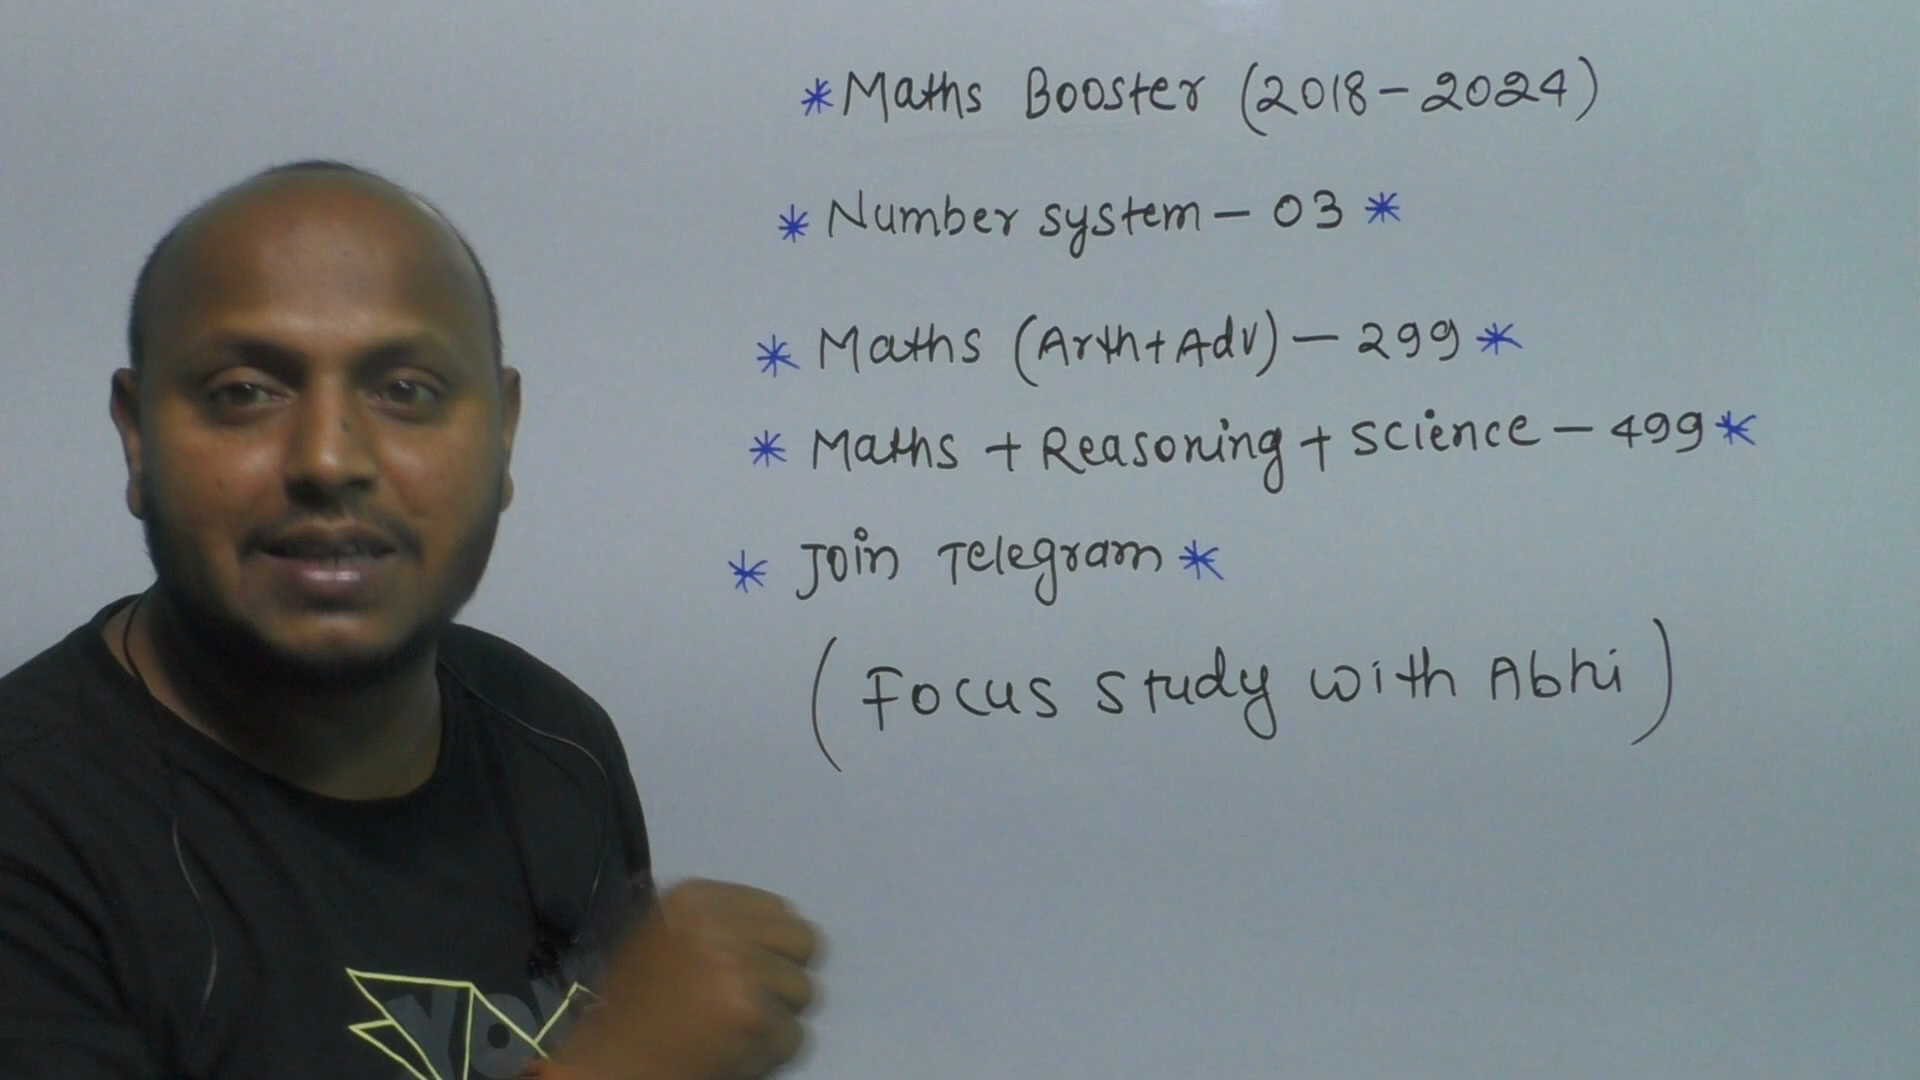 * Maths Booster (2018 - 2024)
* Number system - 03 *
* Maths (Arth + Adv) - 299 *
* Maths + Reasoning + Science - 499 *
* Join Telegram *
(Focus Study with Abhi)